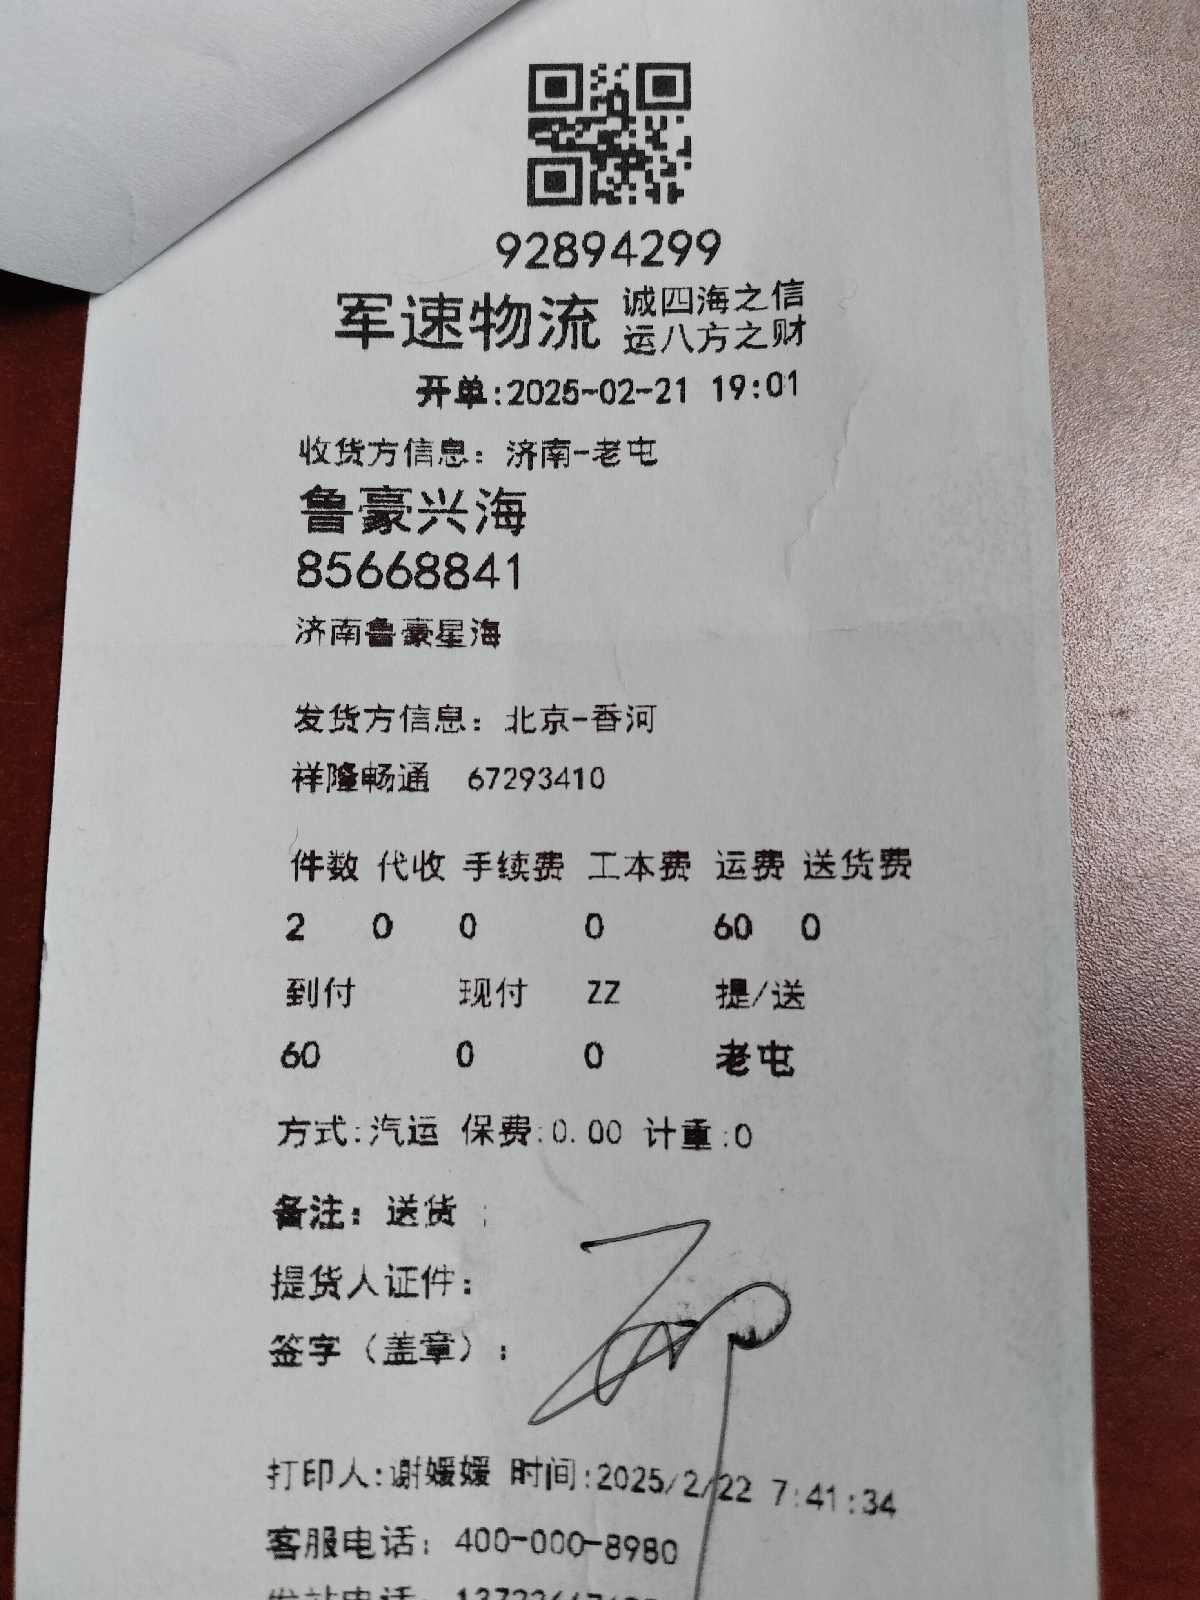 92894299
军速物流 诚四海之信
运八方之财
开单:2025-02-21 19:01
收货方信息：济南-老屯
鲁豪兴海
85668841
济南鲁豪星海
发货方信息：北京-香河
祥隆畅通 67293410
件数 代收 手续费 工本费 运费 送货费
2 0 0 0 60 0
到付 现付 ZZ 提/送
60 0 0 老屯
方式:汽运 保费:0.00 计重:0
备注：送货 ;
提货人证件：
签字（盖章）：
打印人:谢媛媛 时间:2025/2/22 7:41:34
客服电话：400-000-8980